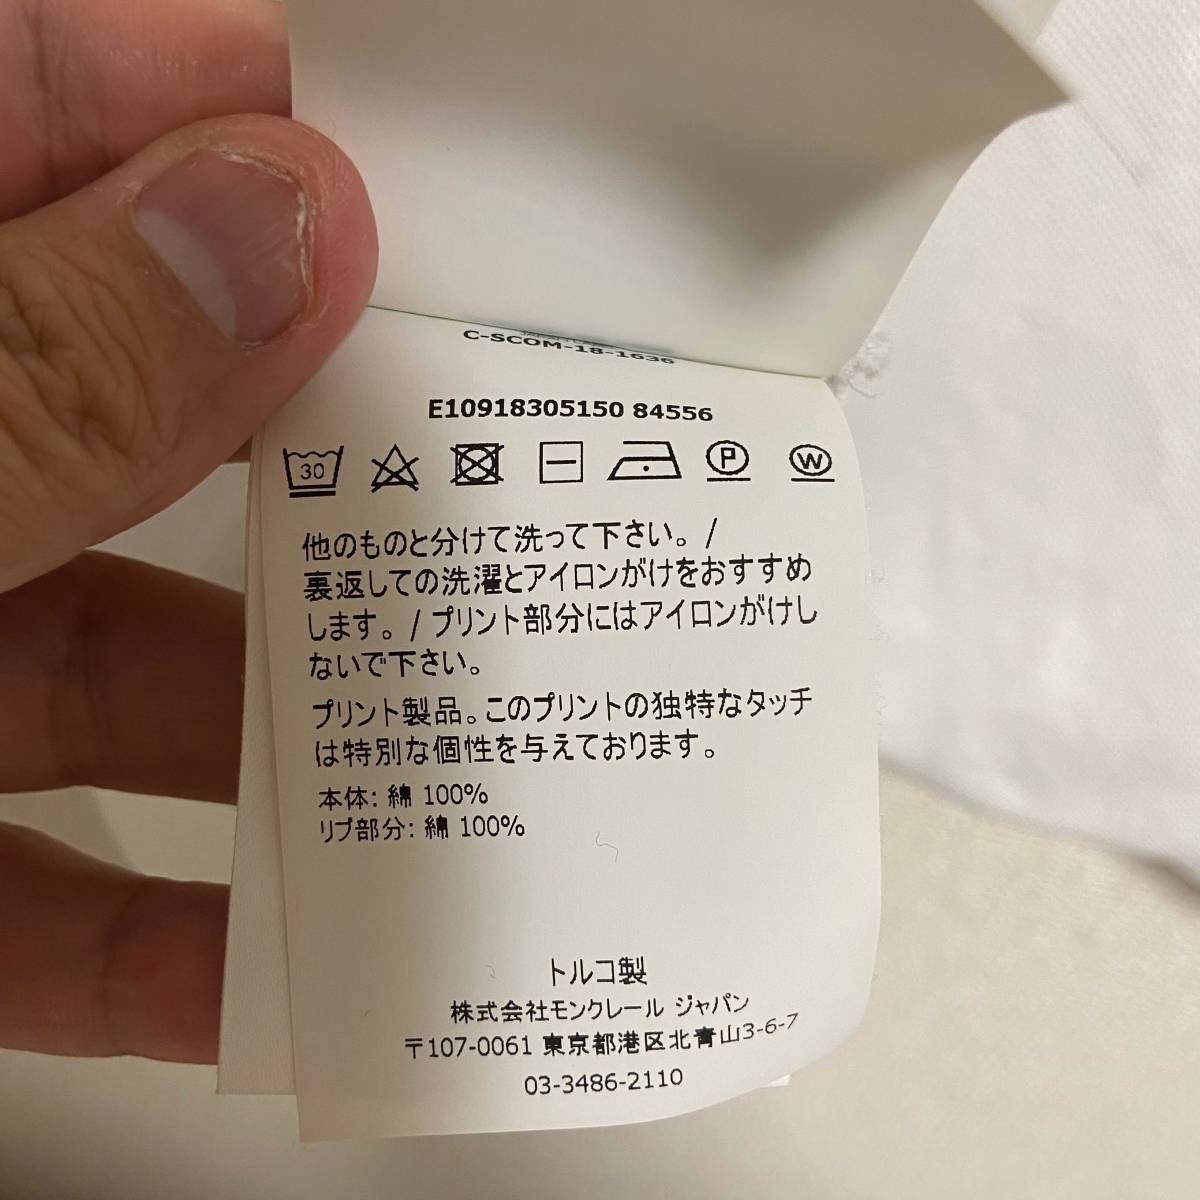 C-SCOM-18-1636
E10918305150 84556
30 P W
他のものと分けて洗って下さい。/
裏返しての洗濯とアイロンがけをおすすめ
します。/ プリント部分にはアイロンがけし
ないで下さい。
プリント製品。このプリントの独特なタッチ
は特別な個性を与えております。
本体: 綿 100%
リブ部分: 綿 100%
トルコ製
株式会社モンクレール ジャパン
〒107-0061 東京都港区北青山3-6-7
03-3486-2110